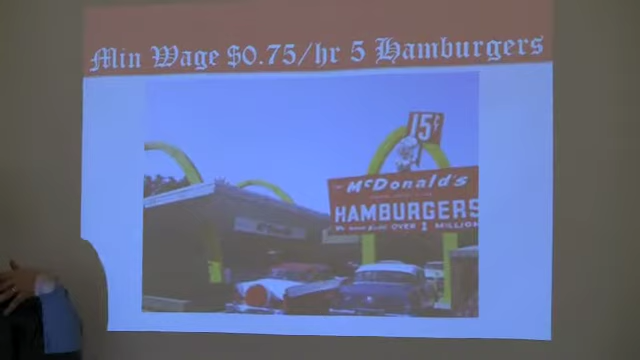 Min Wage $0.75/hr 5 Hamburgers
15¢
McDonald's
HAMBURGERS
OVER 1 MILLION